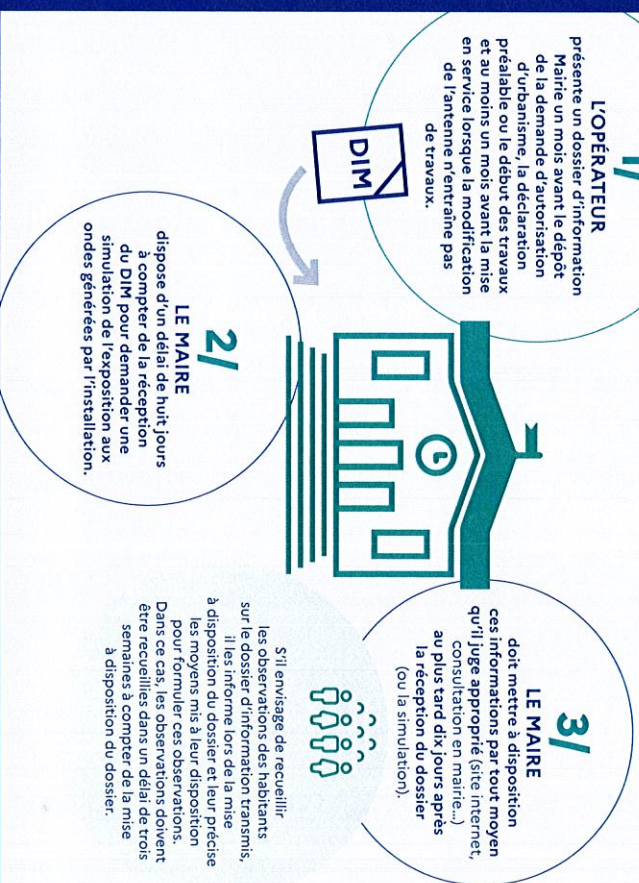 1/
L'OPÉRATEUR
présente un dossier d'information
Mairie un mois avant le dépôt
de la demande d'autorisation
d'urbanisme, la déclaration
préalable ou le début des travaux
et au moins un mois avant la mise
en service lorsque la modification
de l'antenne n'entraîne pas
de travaux.
DIM
2/
LE MAIRE
dispose d'un délai de huit jours
à compter de la réception
du DIM pour demander une
simulation de l'exposition aux
ondes générées par l'installation.
3/
LE MAIRE
doit mettre à disposition
ces informations par tout moyen
qu'il juge approprié (site internet,
consultation en mairie...)
au plus tard dix jours après
la réception du dossier
(ou la simulation).
S'il envisage de recueillir
les observations des habitants
sur le dossier d'information transmis,
il les informe lors de la mise
à disposition du dossier et leur précise
les moyens mis à leur disposition
pour formuler ces observations.
Dans ce cas, les observations doivent
être recueillies dans un délai de trois
semaines à compter de la mise
à disposition du dossier.